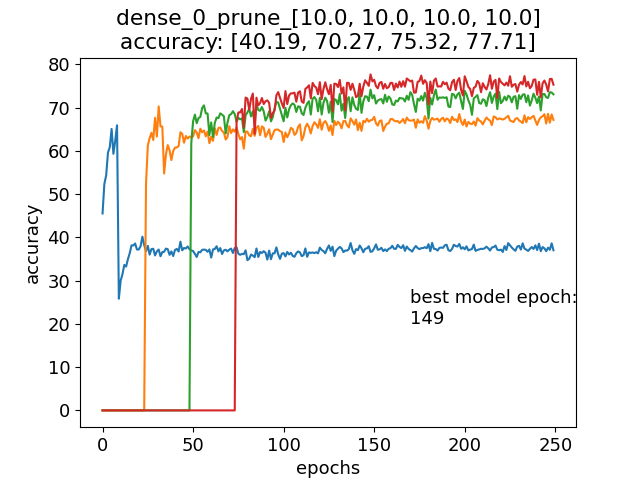 dense_0_prune_[10.0, 10.0, 10.0, 10.0]
accuracy: [40.19, 70.27, 75.32, 77.71]
80
70
60
50
40
30
20
10
0
accuracy
best model epoch:
149
0 50 100 150 200 250
epochs